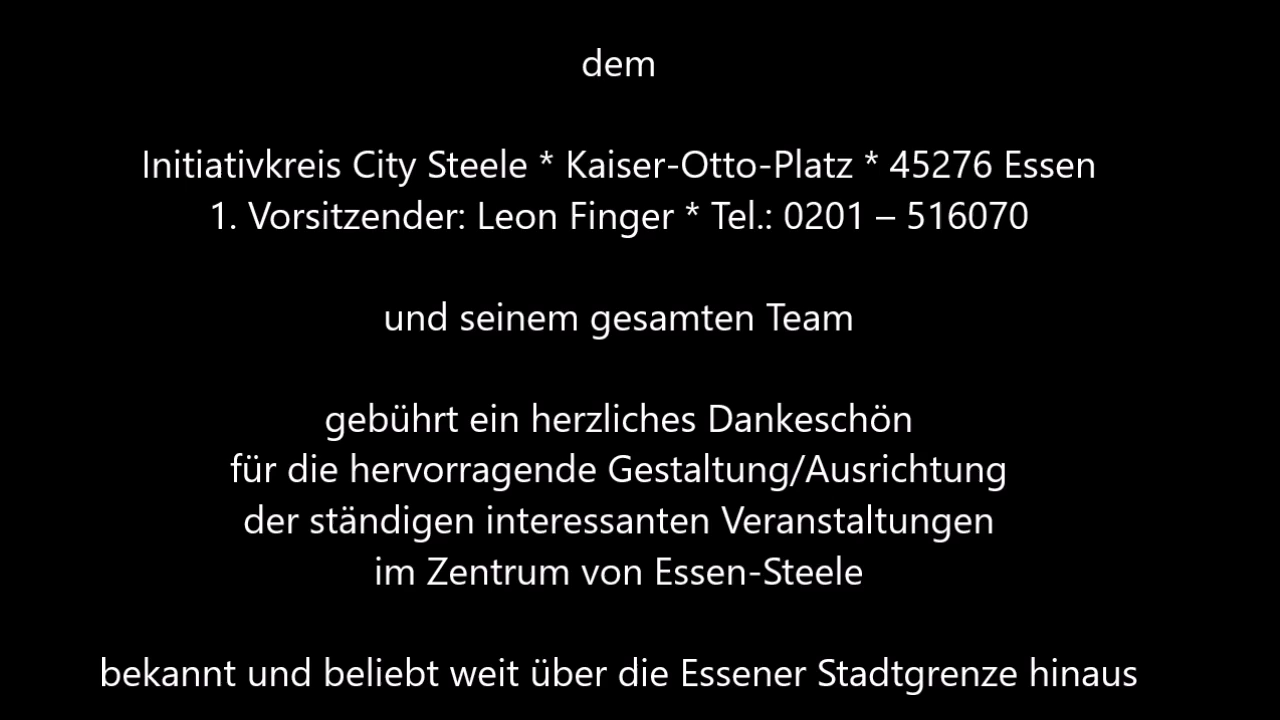 dem
Initiativkreis City Steele * Kaiser-Otto-Platz * 45276 Essen
1. Vorsitzender: Leon Finger * Tel.: 0201 – 516070
und seinem gesamten Team
gebührt ein herzliches Dankeschön
für die hervorragende Gestaltung/Ausrichtung
der ständigen interessanten Veranstaltungen
im Zentrum von Essen-Steele
bekannt und beliebt weit über die Essener Stadtgrenze hinaus